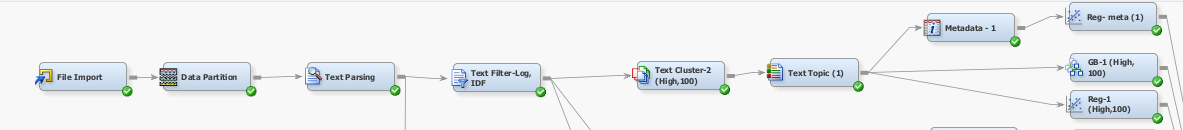 File Import
Data Partition
Text Parsing
Text Filter-Log,
IDF
Text Cluster-2
(High,100)
Text Topic (1)
Metadata - 1
Reg- meta (1)
GB-1 (High,
100)
Reg-1
(High,100)